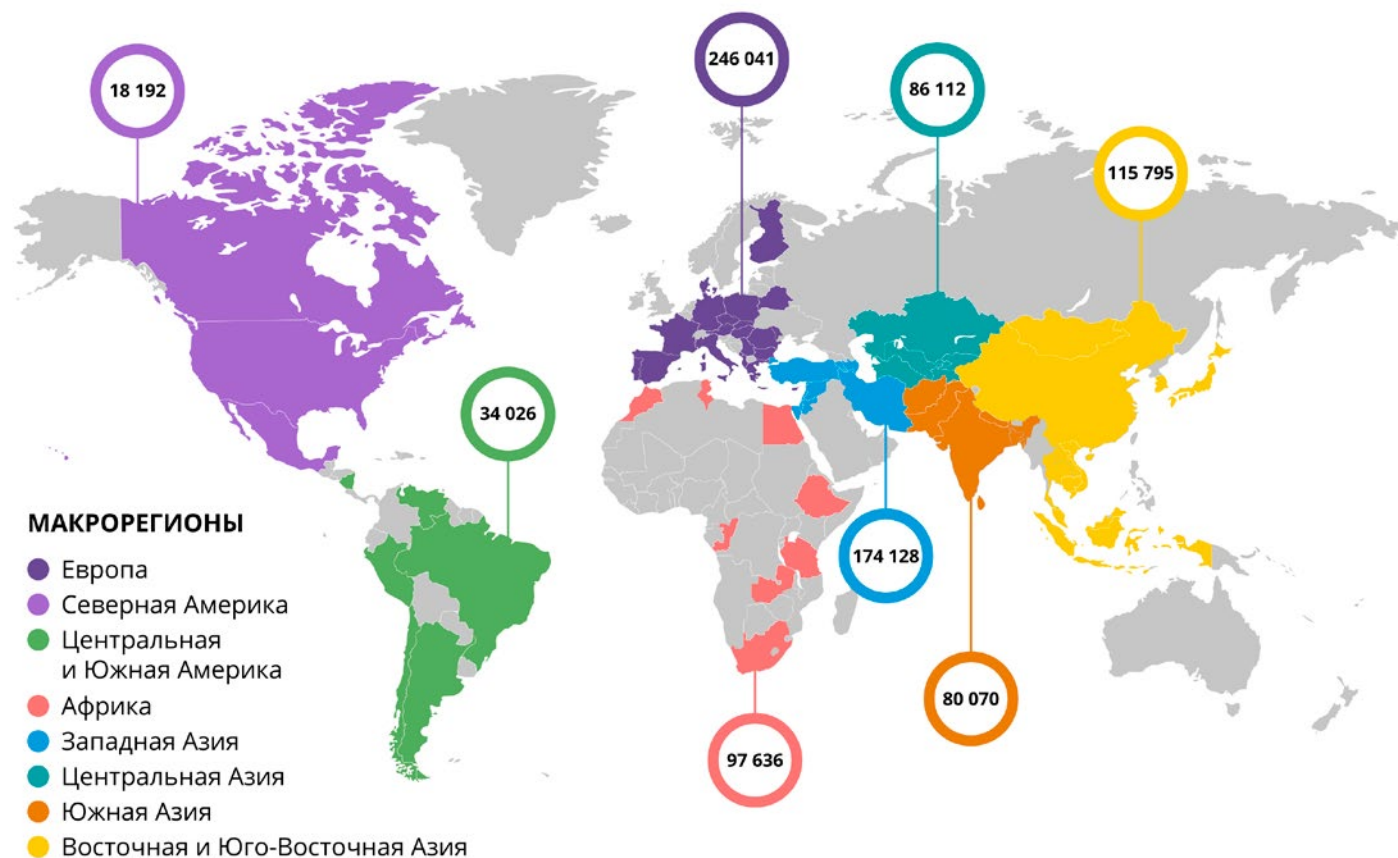 18 192
246 041
86 112
115 795
34 026
174 128
80 070
97 636
МАКРОРЕГИОНЫ
Европа
Северная Америка
Центральная
и Южная Америка
Африка
Западная Азия
Центральная Азия
Южная Азия
Восточная и Юго-Восточная Азия